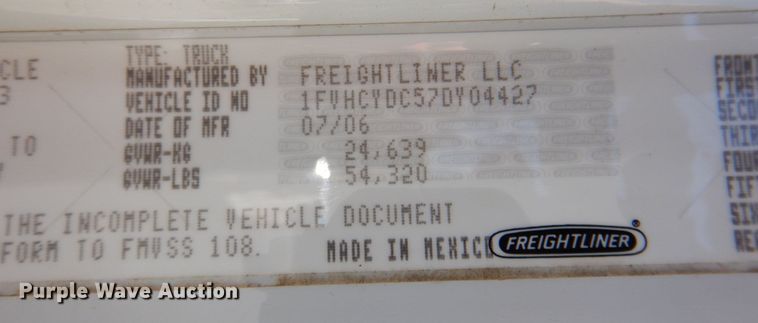 TYPE: TRUCK
CLE MANUFACTURED BY FREIGHTLINER LLC
3 VEHICLE ID NO 1FVHCYDC57DY04427
DATE OF MFR 07/06
TO GVWR-KG 24,639
GVWR-LBS 54,320
THE INCOMPLETE VEHICLE DOCUMENT
FORM TO FMVSS 108. MADE IN MEXICO FREIGHTLINER ®
FRONT
FIRST
SECO
THIR
FOUR
FIF
SIX
REA
Purple Wave Auction